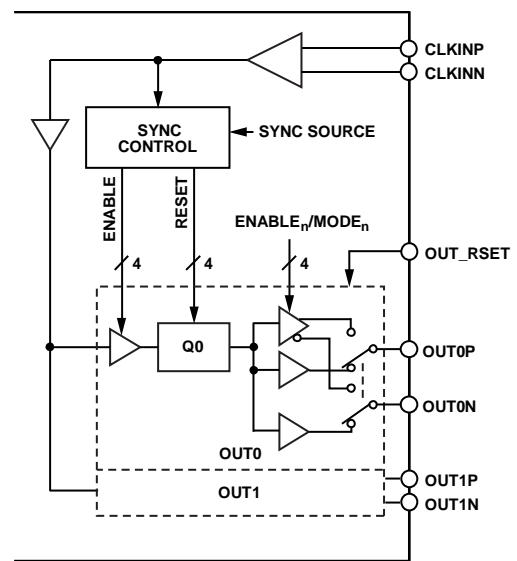 CLKINP
CLKINN
SYNC
CONTROL
SYNC SOURCE
ENABLE
RESET
ENABLEn/MODEn
4
4
4
OUT_RSET
Q0
OUT0P
OUT0N
OUT0
OUT1
OUT1P
OUT1N